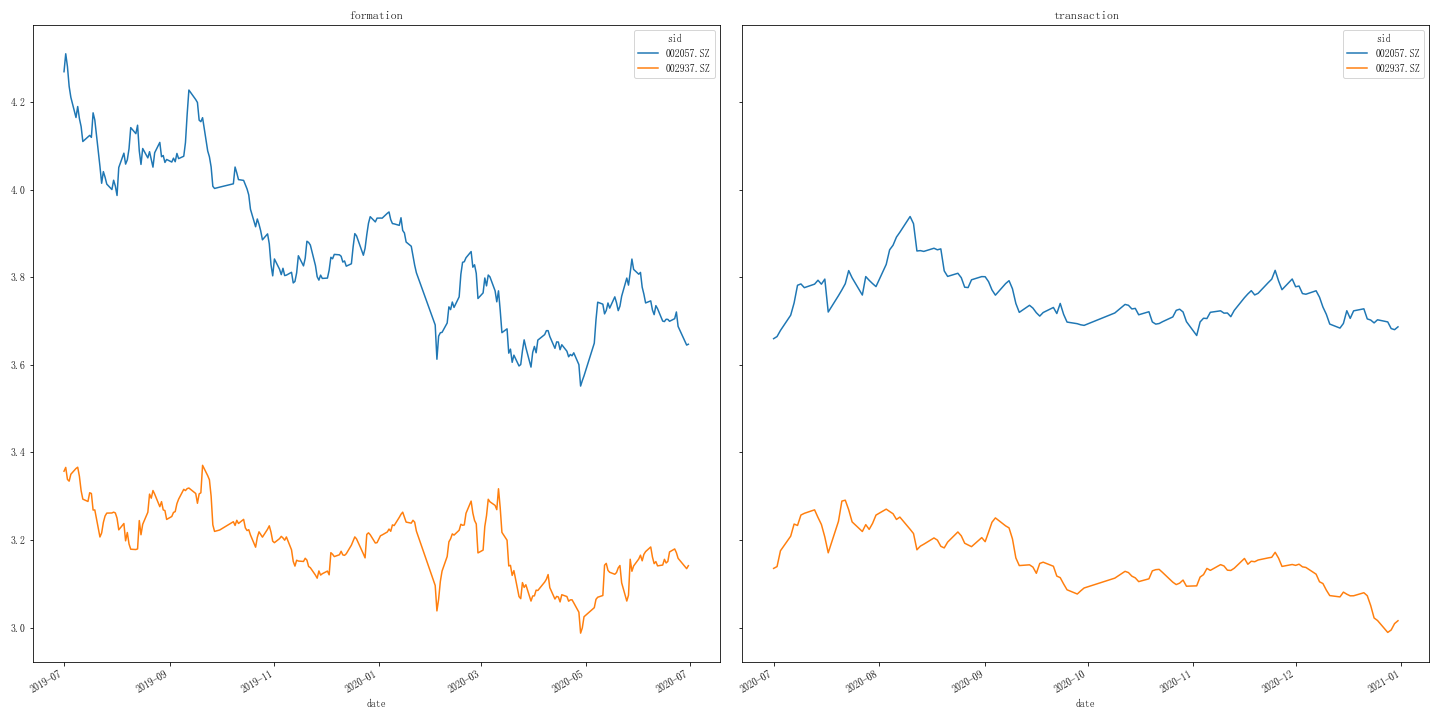 formation
sid
002057.SZ
002937.SZ
4.2
4.0
3.8
3.6
3.4
3.2
3.0
2019-07
2019-09
2019-11
2020-01
2020-03
2020-05
2020-07
date
transaction
sid
002057.SZ
002937.SZ
2020-07
2020-08
2020-09
2020-10
2020-11
2020-12
2021-01
date